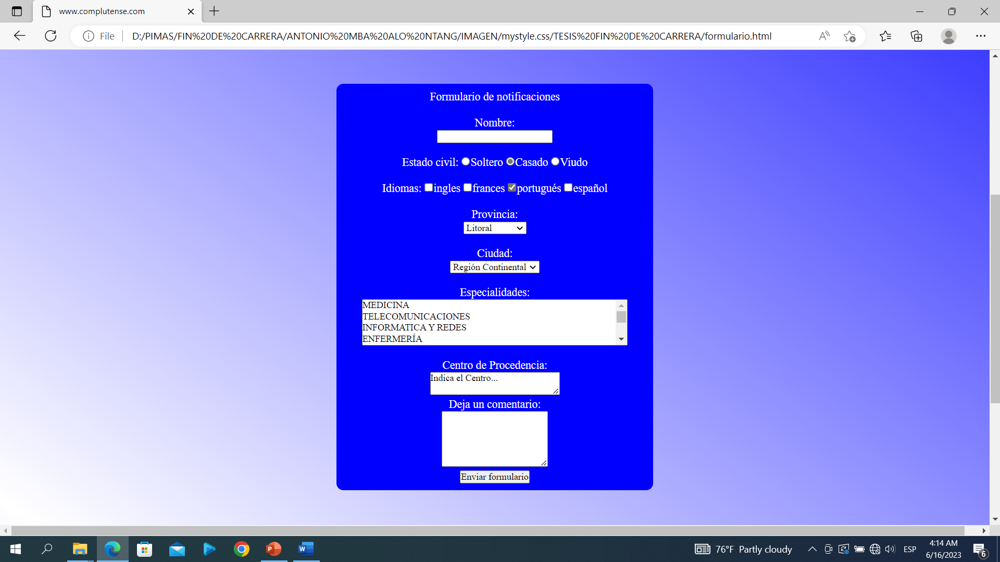 www.complutense.com
File
D:/PIMAS/FIN%20DE%20CARRERA/ANTONIO%20MBA%20ALO%20NTANG/IMAGEN/mystyle.css/TESIS%20FIN%20DE%20CARRERA/formulario.html
Formulario de notificaciones
Nombre:
Estado civil: Soltero Casado Viudo
Idiomas: ingles frances portugués español
Provincia:
Litoral
Ciudad:
Región Continental
Especialidades:
MEDICINA
TELECOMUNICACIONES
INFORMATICA Y REDES
ENFERMERÍA
Centro de Procedencia:
Indica el Centro...
Deja un comentario:
Enviar formulario
76°F Partly cloudy
ESP
4:14 AM
6/16/2023
6